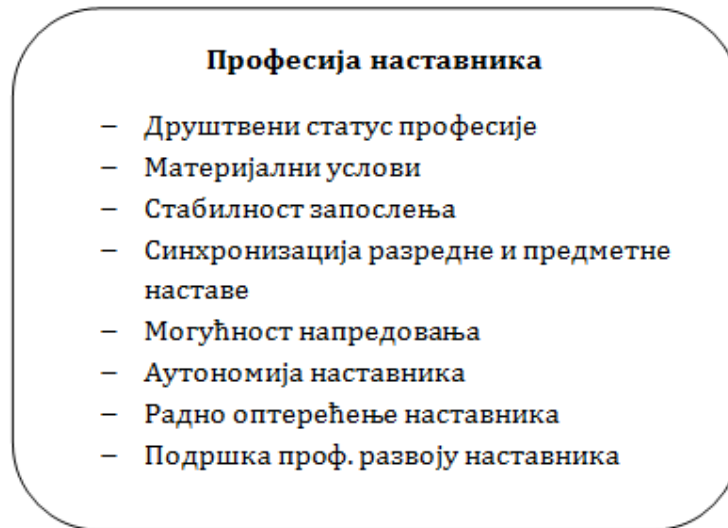 Професија наставника
– Друштвени статус професије
– Материјални услови
– Стабилност запослења
– Синхронизација разредне и предметне
наставе
– Могућност напредовања
– Аутономија наставника
– Радно оптерећење наставника
– Подршка проф. развоју наставника